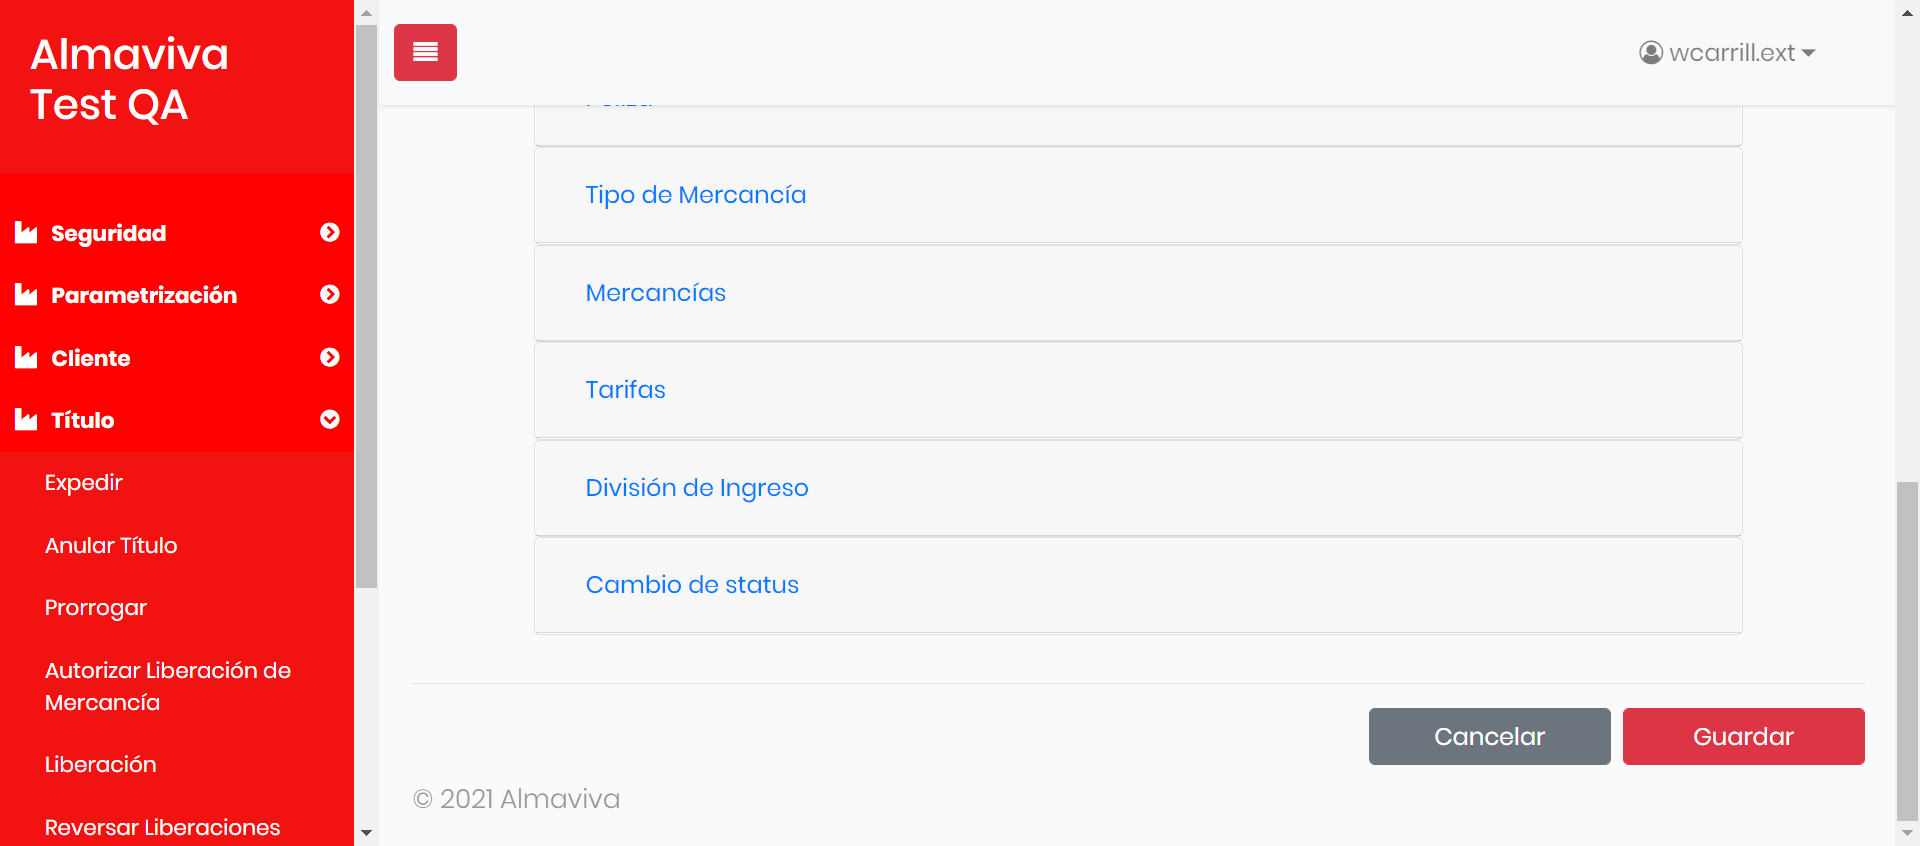 Almaviva
Test QA
wcarrill.ext
Seguridad
Parametrización
Cliente
Título
Expedir
Anular Título
Prorrogar
Autorizar Liberación de
Mercancía
Liberación
Reversar Liberaciones
Tipo de Mercancía
Mercancías
Tarifas
División de Ingreso
Cambio de status
Cancelar
Guardar
© 2021 Almaviva